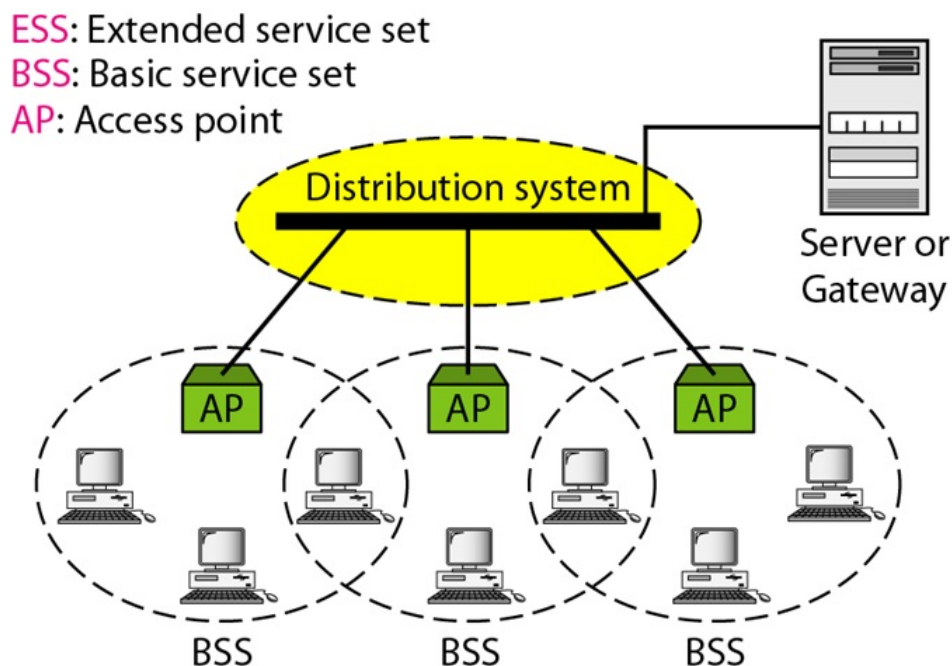 ESS: Extended service set
BSS: Basic service set
AP: Access point
Distribution system
Server or
Gateway
AP
AP
AP
BSS
BSS
BSS